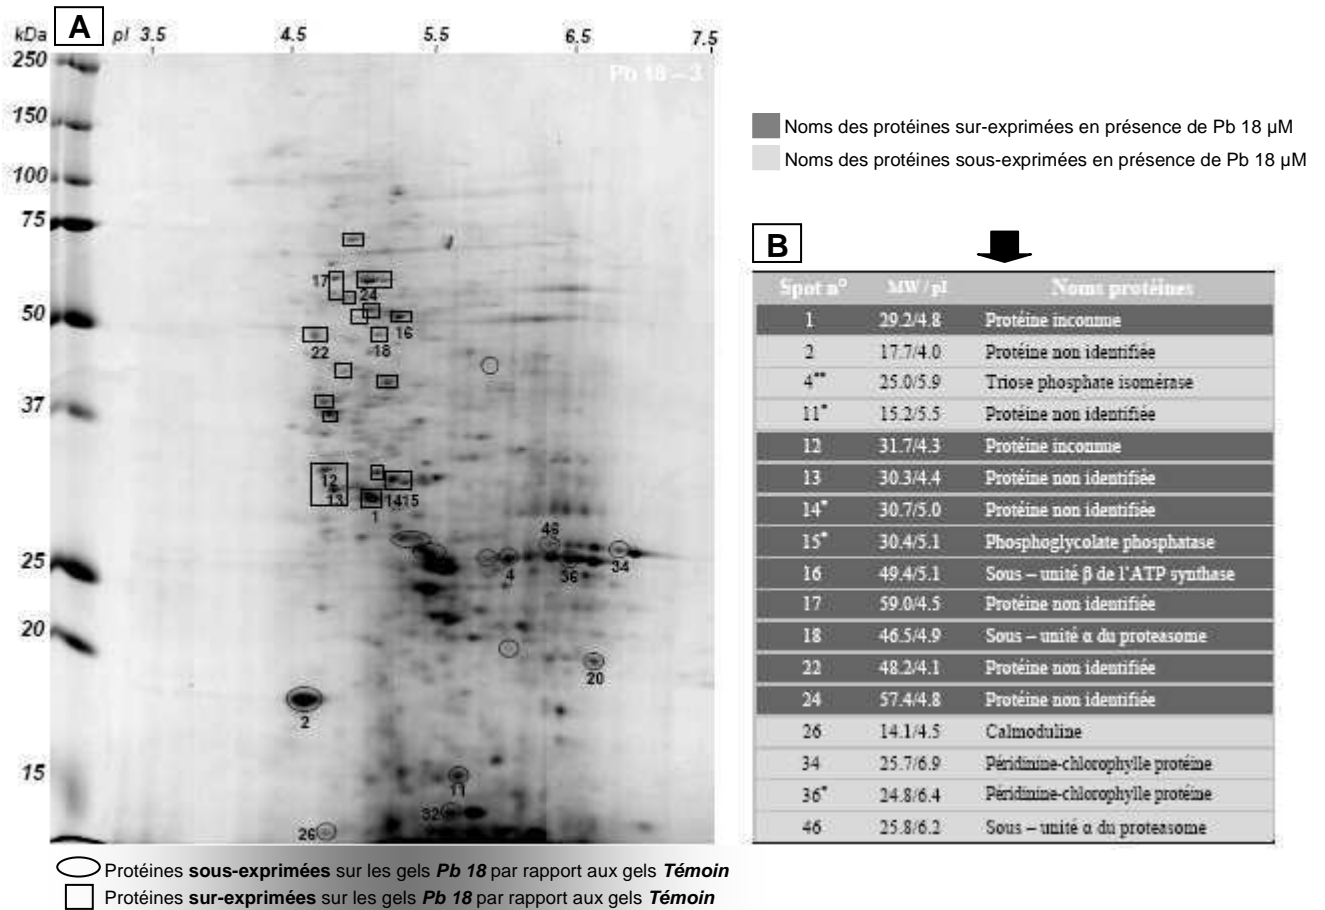 A
kDa
pI 3.5 4.5 5.5 6.5 7.5
Pb 18 – 3
250
150
100
75
50
37
25
20
15
17
24
16
22
18
12
13
14 15
1
46
4
36
34
20
2
11
32
26
Protéines sous-exprimées sur les gels Pb 18 par rapport aux gels Témoin
Protéines sur-exprimées sur les gels Pb 18 par rapport aux gels Témoin
Noms des protéines sur-exprimées en présence de Pb 18 µM
Noms des protéines sous-exprimées en présence de Pb 18 µM
B
Spot n° MW / pI Noms protéines
1 29.2/4.8 Protéine inconnue
2 17.7/4.0 Protéine non identifiée
4** 25.0/5.9 Triose phosphate isomérase
11* 15.2/5.5 Protéine non identifiée
12 31.7/4.3 Protéine inconnue
13 30.3/4.4 Protéine non identifiée
14* 30.7/5.0 Protéine non identifiée
15* 30.4/5.1 Phosphoglycolate phosphatase
16 49.4/5.1 Sous – unité β de l'ATP synthase
17 59.0/4.5 Protéine non identifiée
18 46.5/4.9 Sous – unité α du proteasome
22 48.2/4.1 Protéine non identifiée
24 57.4/4.8 Protéine non identifiée
26 14.1/4.5 Calmoduline
34 25.7/6.9 Péridinine-chlorophylle protéine
36* 24.8/6.4 Péridinine-chlorophylle protéine
46 25.8/6.2 Sous – unité α du proteasome